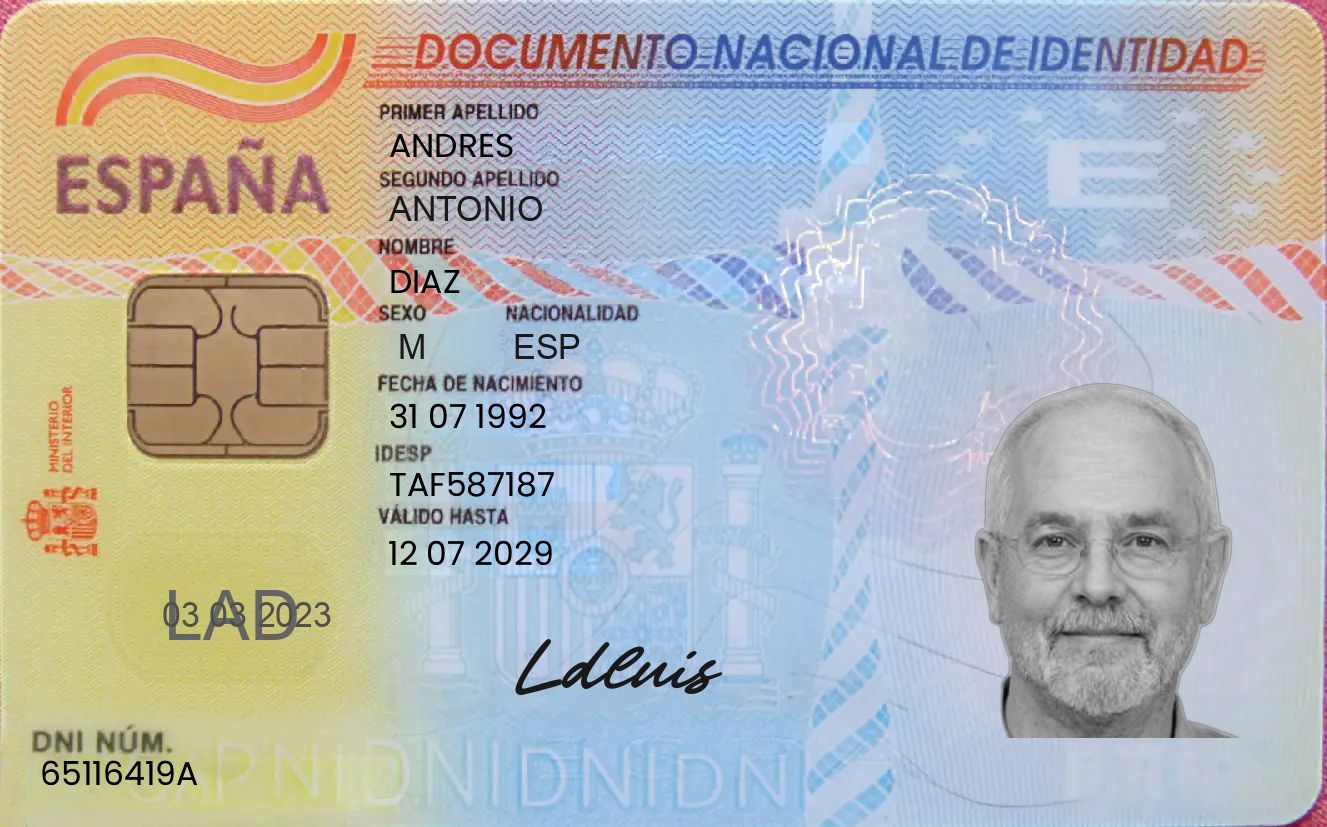 DOCUMENTO NACIONAL DE IDENTIDAD
ESPAÑA
PRIMER APELLIDO
ANDRES
SEGUNDO APELLIDO
ANTONIO
NOMBRE
DIAZ
SEXO NACIONALIDAD
M ESP
FECHA DE NACIMIENTO
31 07 1992
IDESP
TAF587187
VÁLIDO HASTA
12 07 2029
MINISTERIO
DEL INTERIOR
E
LAD
03 03 2023
Ldenis
DNI NÚM.
65116419A
DNIDNIDNIDN